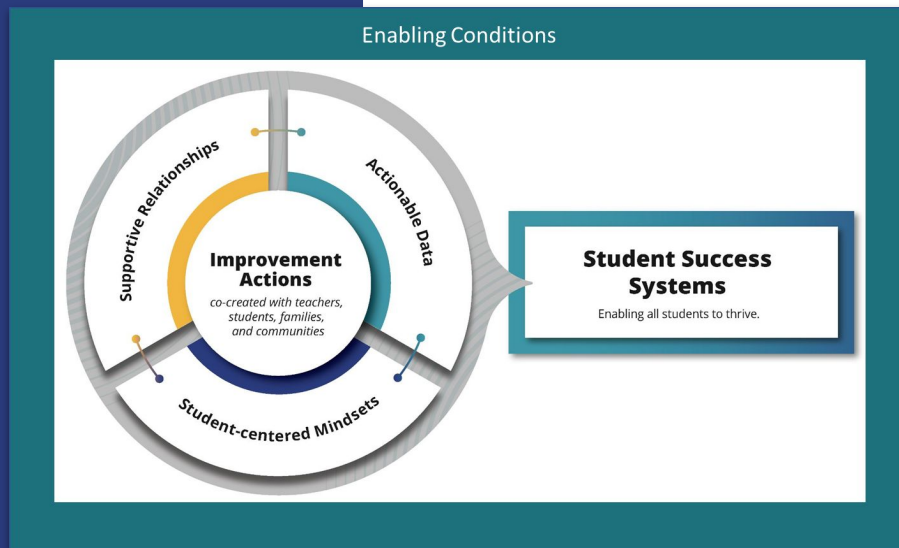 Enabling Conditions
Supportive Relationships
Actionable Data
Improvement
Actions
co-created with teachers,
students, families,
and communities
Student-centered Mindsets
Student Success
Systems
Enabling all students to thrive.